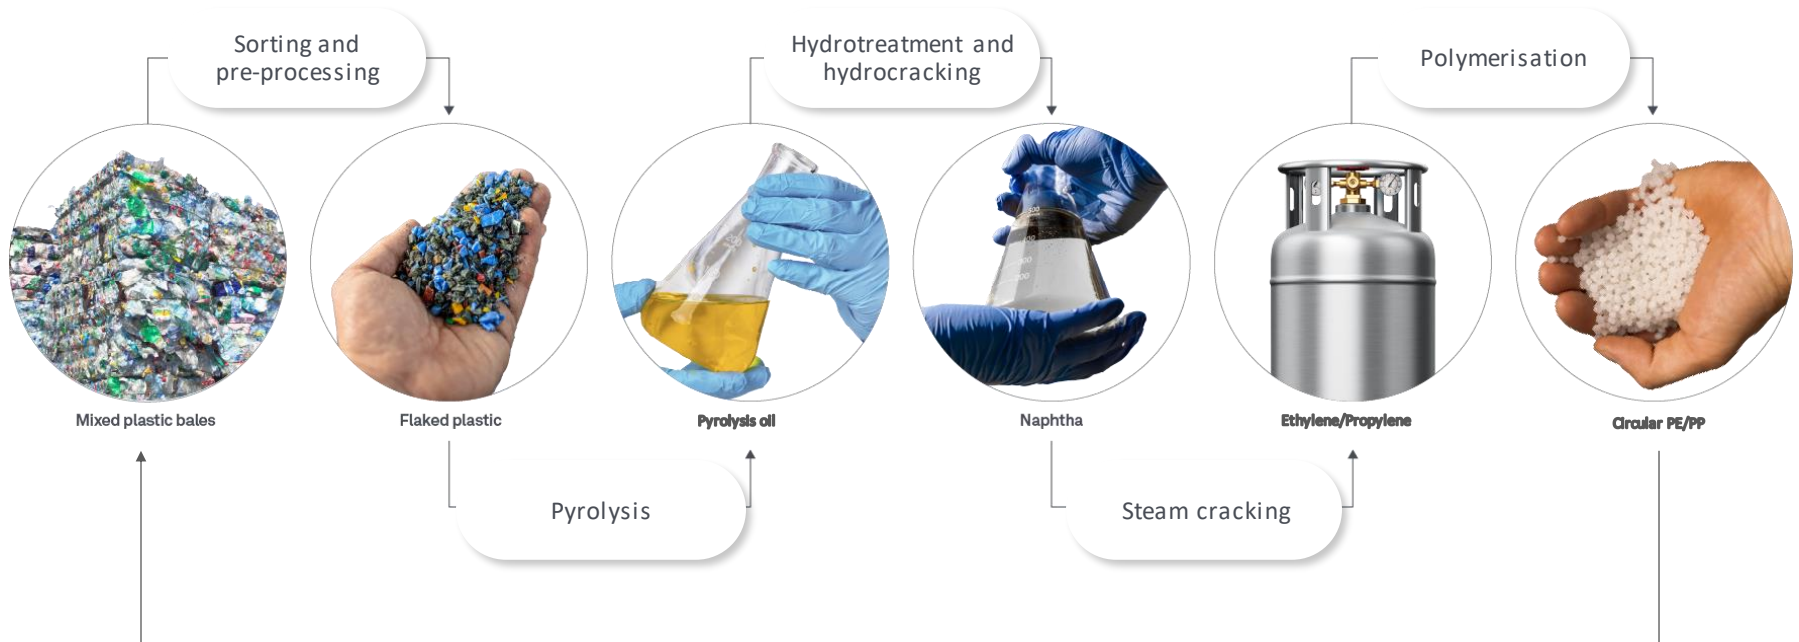 Sorting and
pre-processing
Hydrotreatment and
hydrocracking
Polymerisation
Mixed plastic bales
Flaked plastic
Pyrolysis oil
Naphtha
Ethylene/Propylene
Circular PE/PP
Pyrolysis
Steam cracking